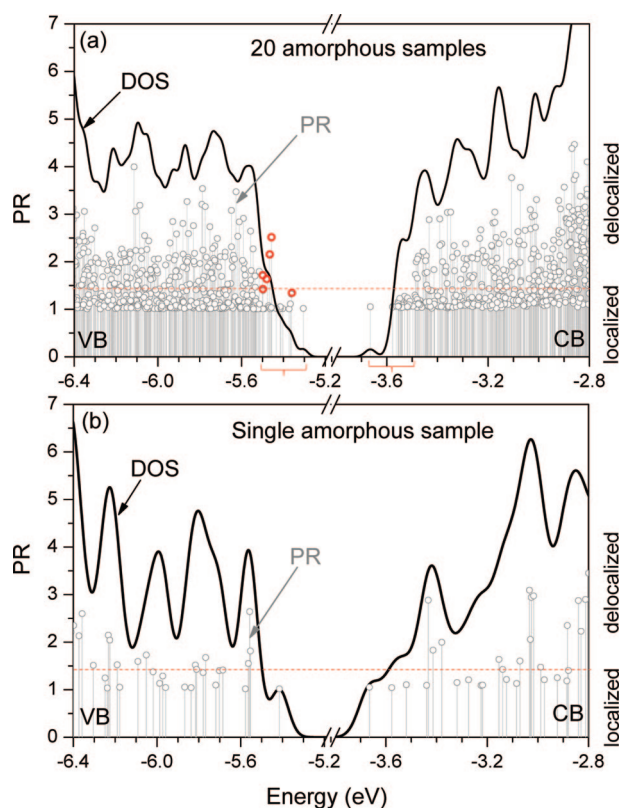 7
(a)
20 amorphous samples
6
DOS
5
4
PR
3
2
1
0
PR
delocalized
localized
VB
CB
-6.4
-6.0
-5.6
-5.2
-3.6
-3.2
-2.8
7
(b)
Single amorphous sample
6
DOS
5
4
PR
3
2
1
0
PR
delocalized
localized
VB
CB
-6.4
-6.0
-5.6
-5.2
-3.6
-3.2
-2.8
Energy (eV)